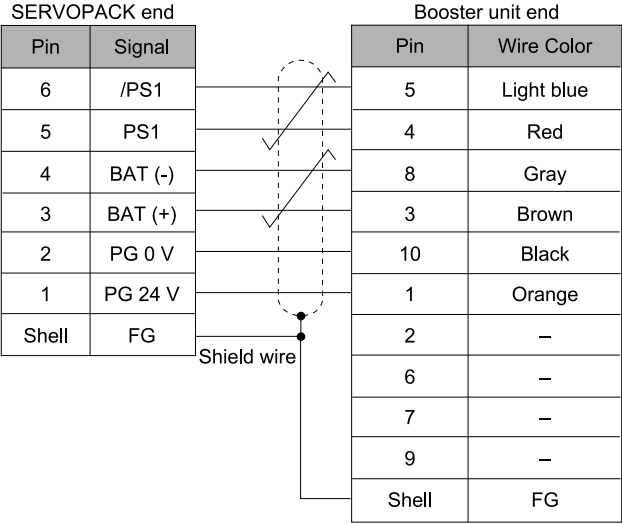 SERVOPACK end
Booster unit end
Pin Signal
Pin Wire Color
6 /PS1
5 Light blue
5 PS1
4 Red
4 BAT (-)
8 Gray
3 BAT (+)
3 Brown
2 PG 0 V
10 Black
1 PG 24 V
1 Orange
Shell FG
Shield wire
2 –
6 –
7 –
9 –
Shell FG